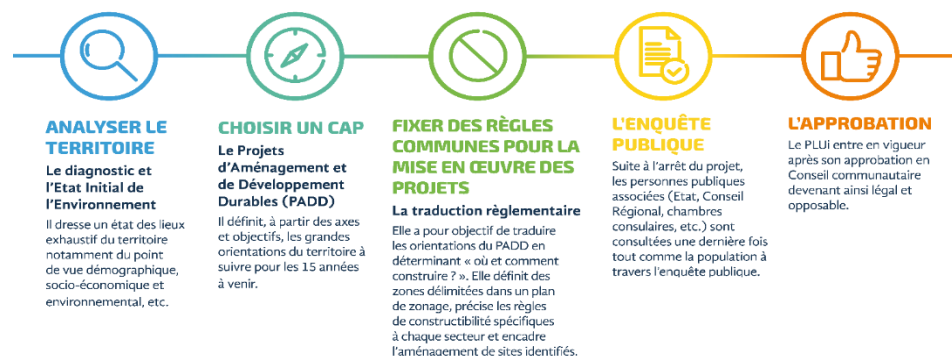 ANALYSER LE
TERRITOIRE
Le diagnostic et
l'Etat Initial de
l'Environnement
Il dresse un état des lieux
exhaustif du territoire
notamment du point
de vue démographique,
socio-économique et
environnemental, etc.
CHOISIR UN CAP
Le Projets
d'Aménagement et
de Développement
Durables (PADD)
Il définit, à partir des axes
et objectifs, les grandes
orientations du territoire à
suivre pour les 15 années
à venir.
FIXER DES RÈGLES
COMMUNES POUR LA
MISE EN ŒUVRE DES
PROJETS
La traduction règlementaire
Elle a pour objectif de traduire
les orientations du PADD en
déterminant « où et comment
construire ? ». Elle définit des
zones délimitées dans un plan
de zonage, précise les règles
de constructibilité spécifiques
à chaque secteur et encadre
l'aménagement de sites identifiés.
L'ENQUÊTE
PUBLIQUE
Suite à l'arrêt du projet,
les personnes publiques
associées (Etat, Conseil
Régional, chambres
consulaires, etc.) sont
consultées une dernière fois
tout comme la population à
travers l'enquête publique.
L'APPROBATION
Le PLUi entre en vigueur
après son approbation en
Conseil communautaire
devenant ainsi légal et
opposable.